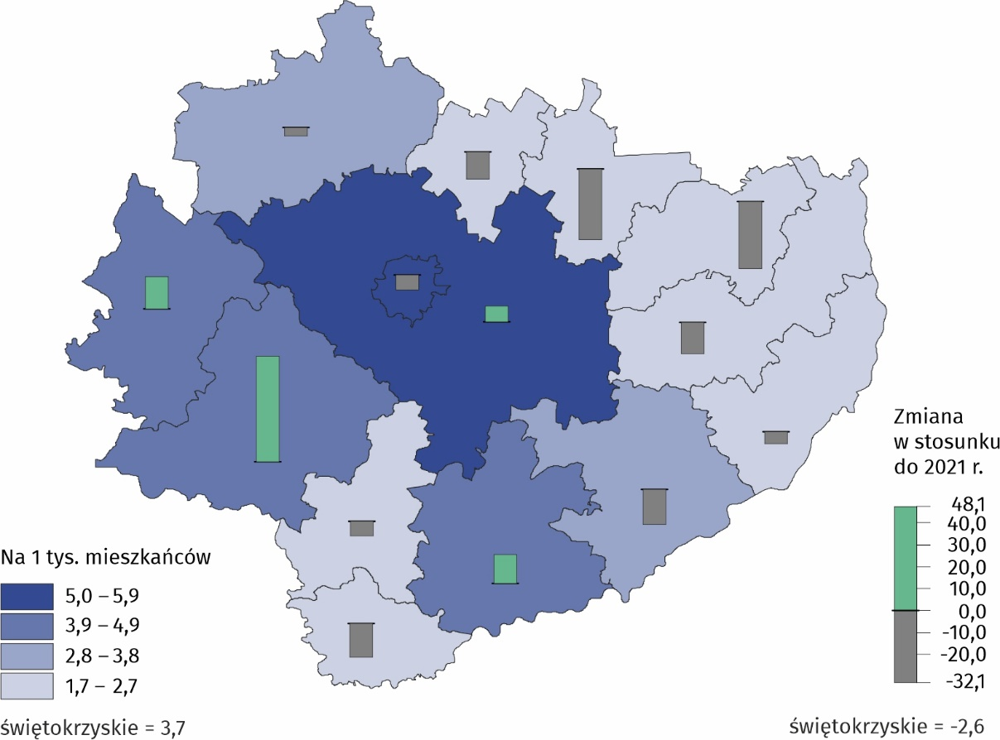 Zmiana
w stosunku
do 2021 r.
48,1
40,0
30,0
20,0
10,0
0,0
-10,0
-20,0
-32,1
Na 1 tys. mieszkańców
5,0 – 5,9
3,9 – 4,9
2,8 – 3,8
1,7 – 2,7
świętokrzyskie = 3,7
świętokrzyskie = -2,6